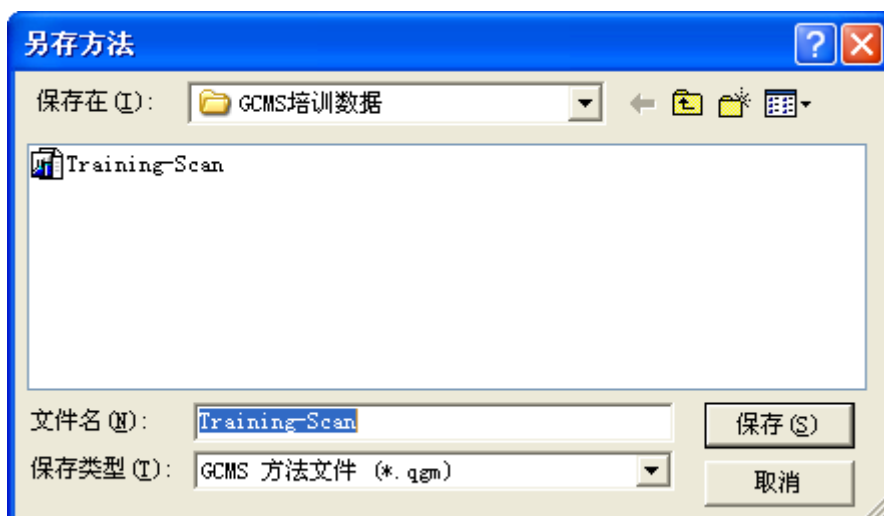 另存方法
保存在(I): GCMS培训数据
Training-Scan
文件名(N): Training-Scan 保存(S)
保存类型(T): GCMS 方法文件 (*.qgm) 取消